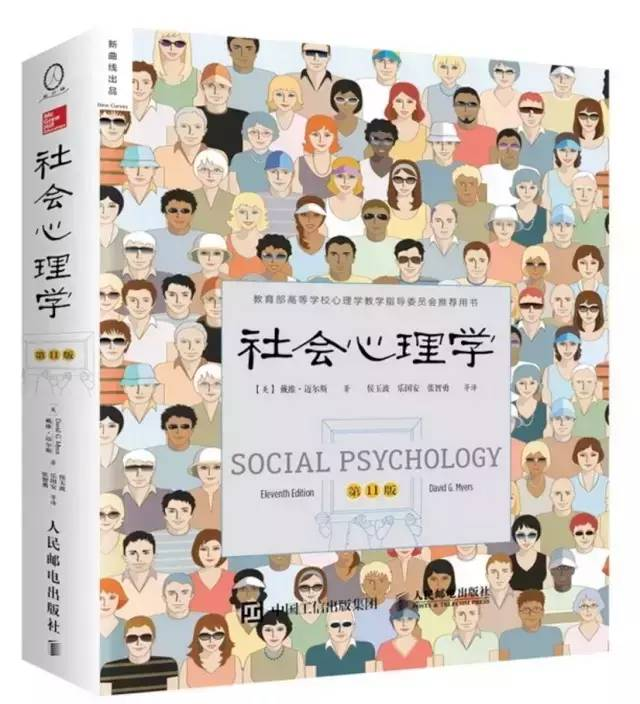 新曲线出品
New Curves
Mc
Graw
Hill
Education
社会心理学
第11版
[美]
David G. Myers
戴维·迈尔斯
著
侯玉波
乐国安
张智勇
等译
人民邮电出版社
教育部高等学校心理学教学指导委员会推荐用书
社会心理学
【美】戴维·迈尔斯 著 侯玉波 乐国安 张智勇 等译
SOCIAL PSYCHOLOGY
Eleventh Edition 第11版 David G. Myers
中国工信出版集团
人民邮电出版社
POSTS & TELECOM PRESS